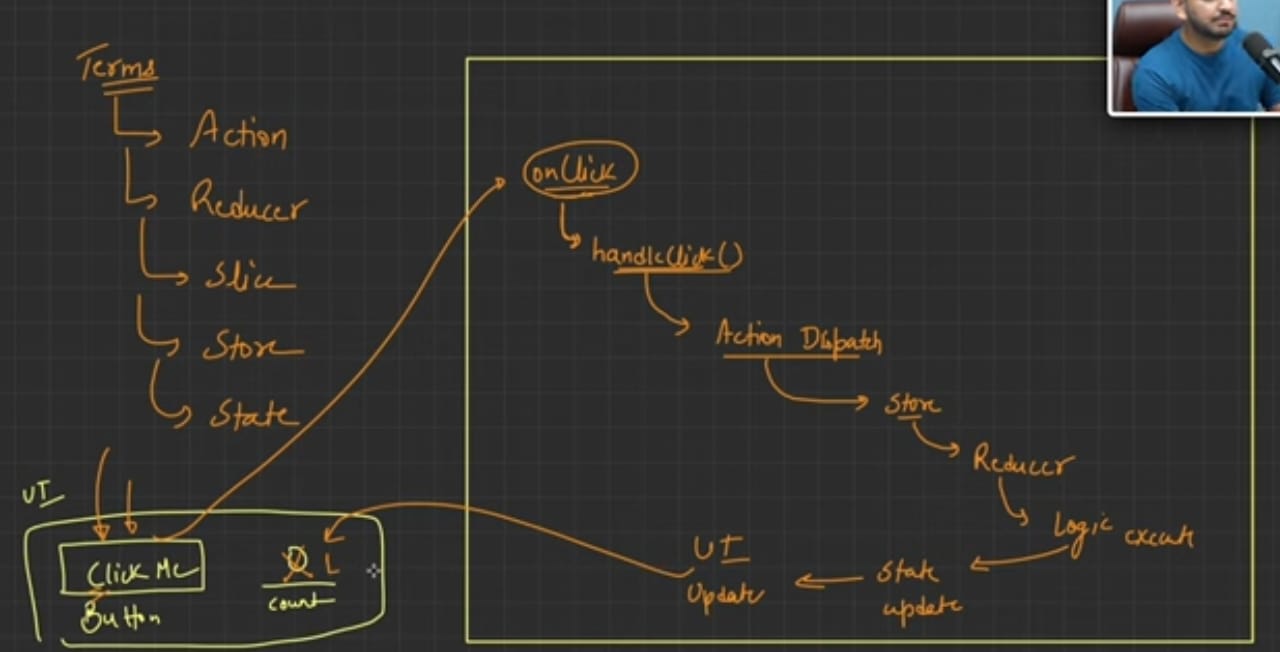 Terms
Action
Reducer
Slice
Store
State
UI
Click Me
Button
0 1
count
onClick
handleClick()
Action Dispatch
Store
Reducer
Logic excute
State
update
UI
Update